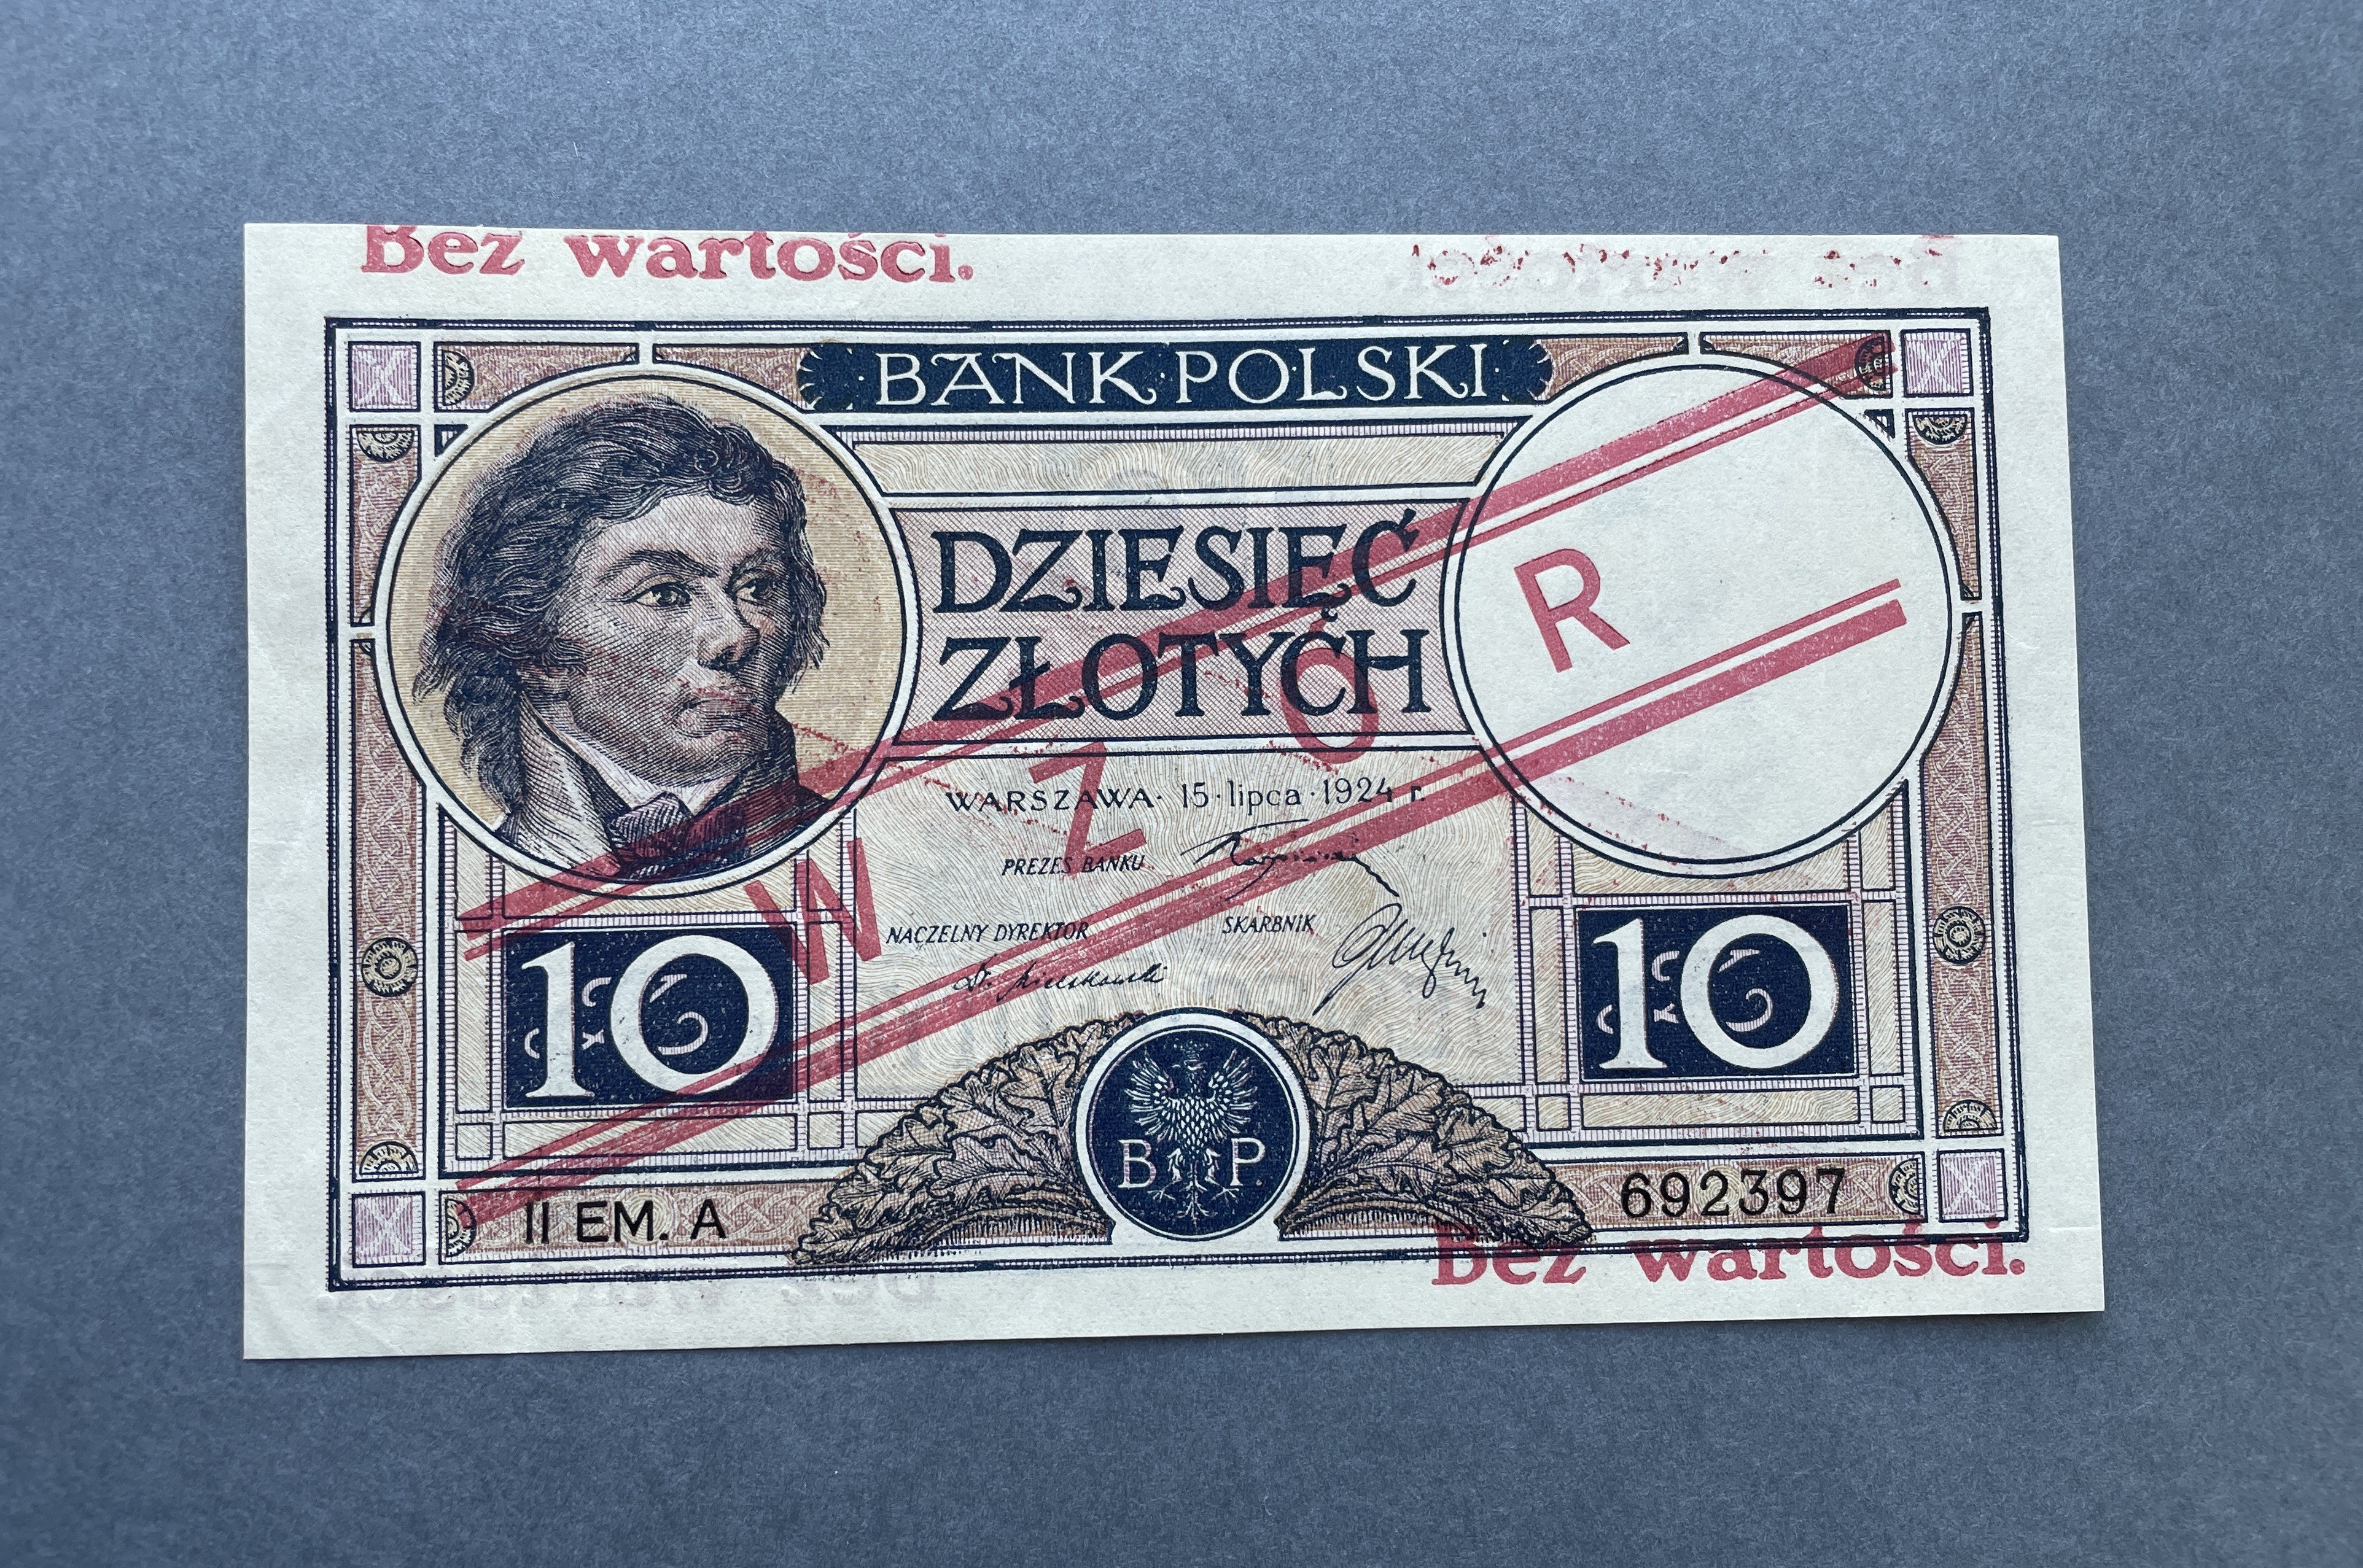 Bez wartości.
BANK·POLSKI
DZIESIĘĆ
ZŁOTYCH
WZÓR
WARSZAWA· 15·lipca·1924 r.
PREZES BANKU
NACZELNY DYREKTOR SKARBNIK
10 10
B P.
II EM. A 692397
Bez wartości.